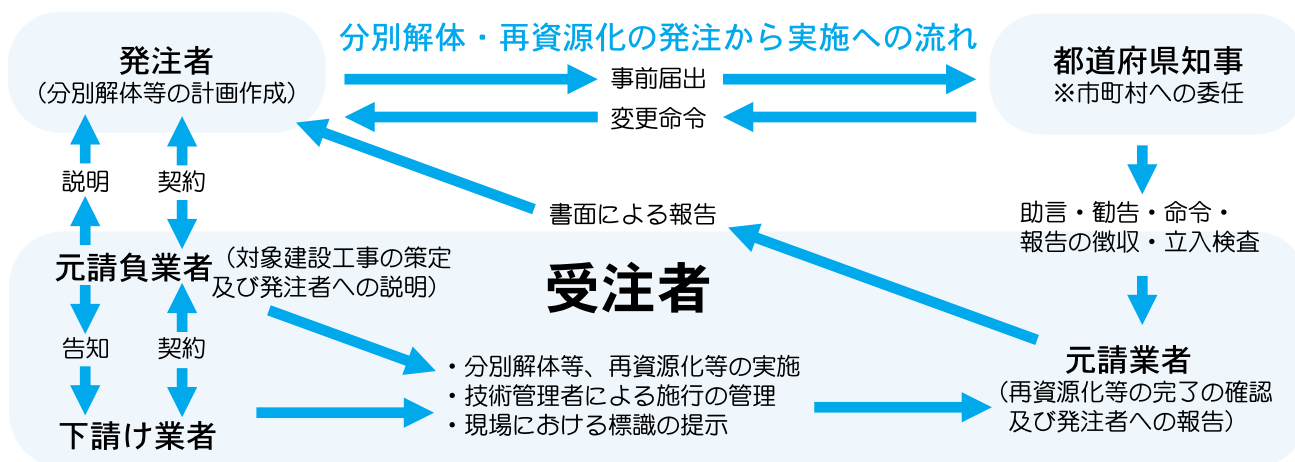 分別解体・再資源化の発注から実施への流れ
発注者
（分別解体等の計画作成）
事前届出
変更命令
都道府県知事
※市町村への委任
説明
契約
書面による報告
助言・勧告・命令・
報告の徴収・立入検査
元請負業者
（対象建設工事の策定
及び発注者への説明）
受注者
告知
契約
・分別解体等、再資源化等の実施
・技術管理者による施行の管理
・現場における標識の提示
元請業者
（再資源化等の完了の確認
及び発注者への報告）
下請け業者